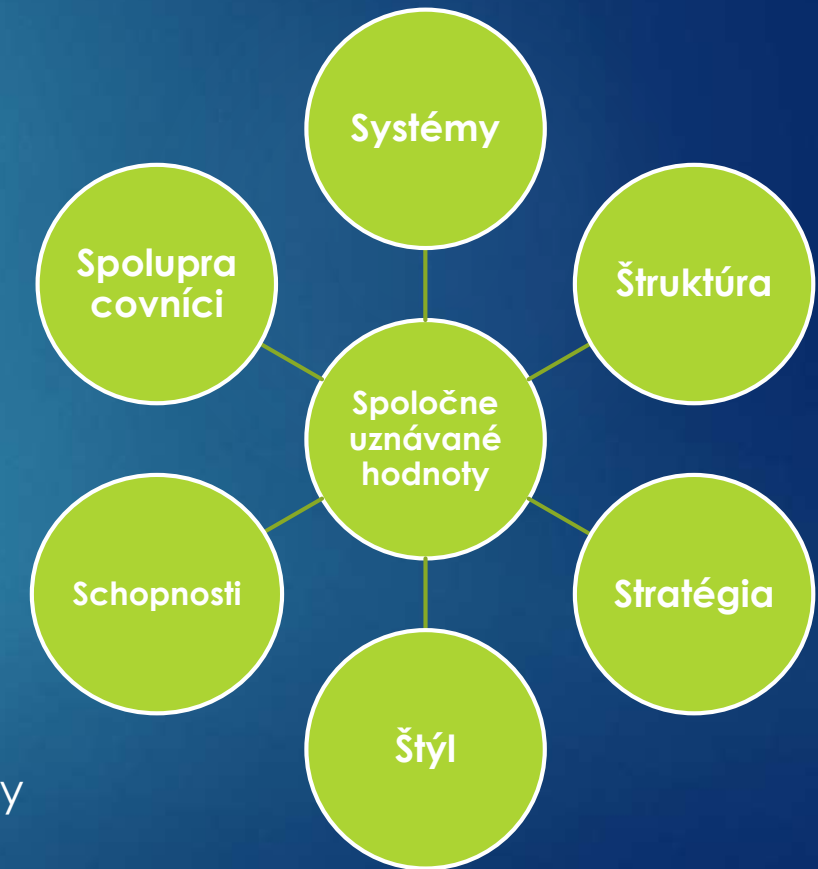 Systémy
Spolupra
covníci
Štruktúra
Spoločne
uznávané
hodnoty
Schopnosti
Stratégia
Štýl
y